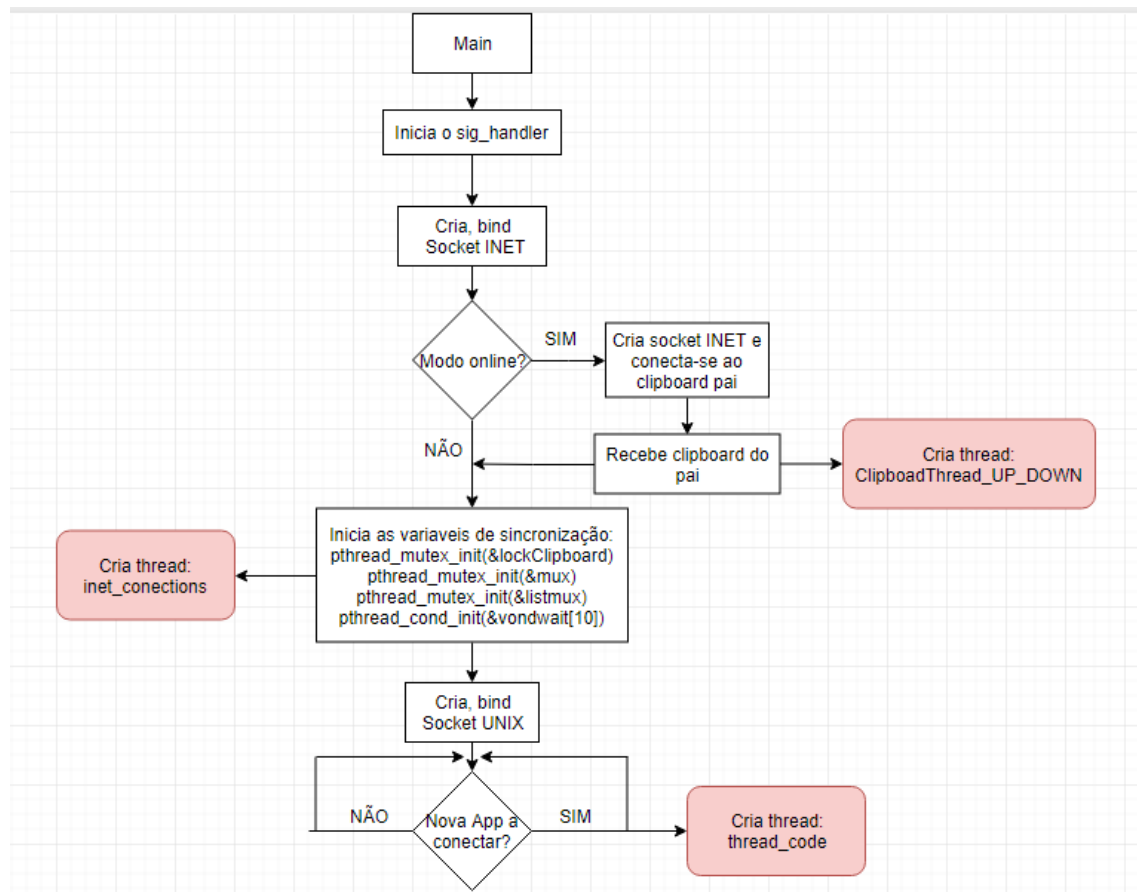 Main
Inicia o sig_handler
Cria, bind
Socket INET
Modo online?
SIM
Cria socket INET e
conecta-se ao
clipboard pai
NÃO
Recebe clipboard do
pai
Cria thread:
ClipboadThread_UP_DOWN
Inicia as variaveis de sincronização:
pthread_mutex_init(&lockClipboard)
pthread_mutex_init(&mux)
pthread_mutex_init(&listmux)
pthread_cond_init(&vondwait[10])
Cria thread:
inet_conections
Cria, bind
Socket UNIX
NÃO
Nova App a
conectar?
SIM
Cria thread:
thread_code